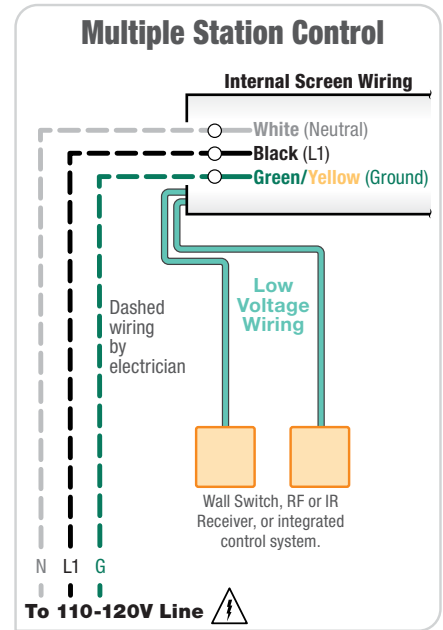 Multiple Station Control
Internal Screen Wiring
White (Neutral)
Black (L1)
Green/Yellow (Ground)
Low
Voltage
Wiring
Dashed
wiring
by
electrician
Wall Switch, RF or IR
Receiver, or integrated
control system.
N L1 G
To 110-120V Line